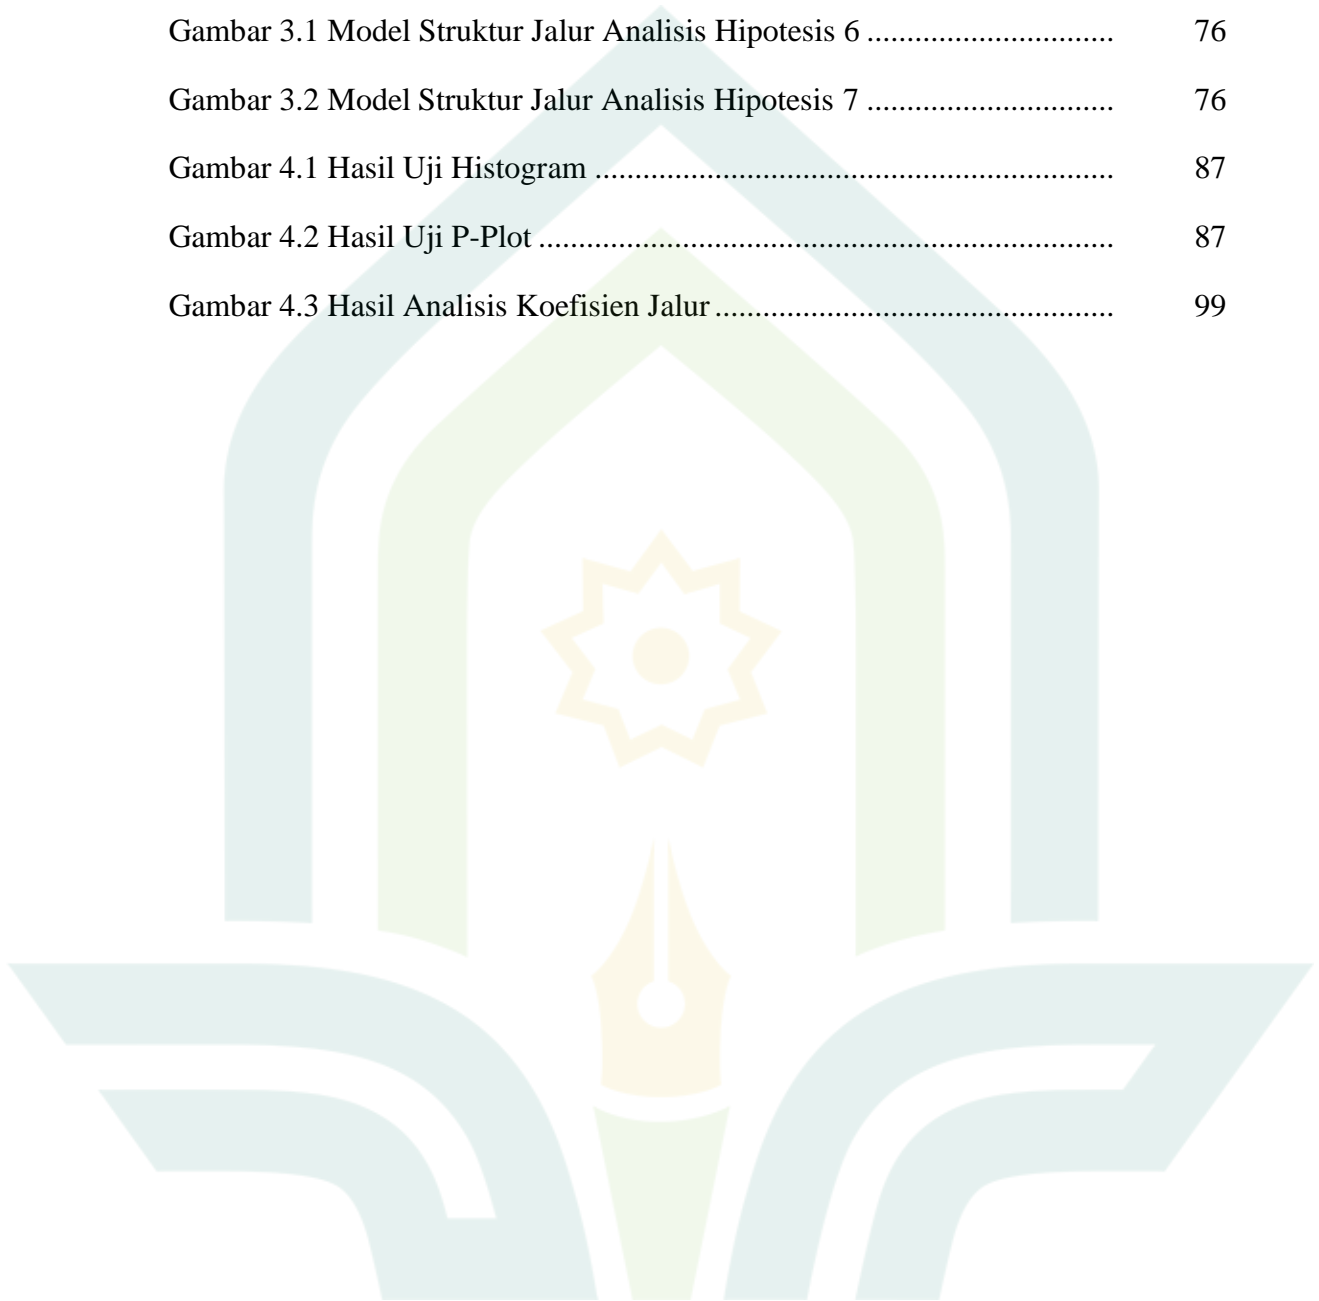 Gambar 3.1 Model Struktur Jalur Analisis Hipotesis 6 ............................... 76
Gambar 3.2 Model Struktur Jalur Analisis Hipotesis 7 ............................... 76
Gambar 4.1 Hasil Uji Histogram ................................................................. 87
Gambar 4.2 Hasil Uji P-Plot ........................................................................ 87
Gambar 4.3 Hasil Analisis Koefisien Jalur .................................................. 99